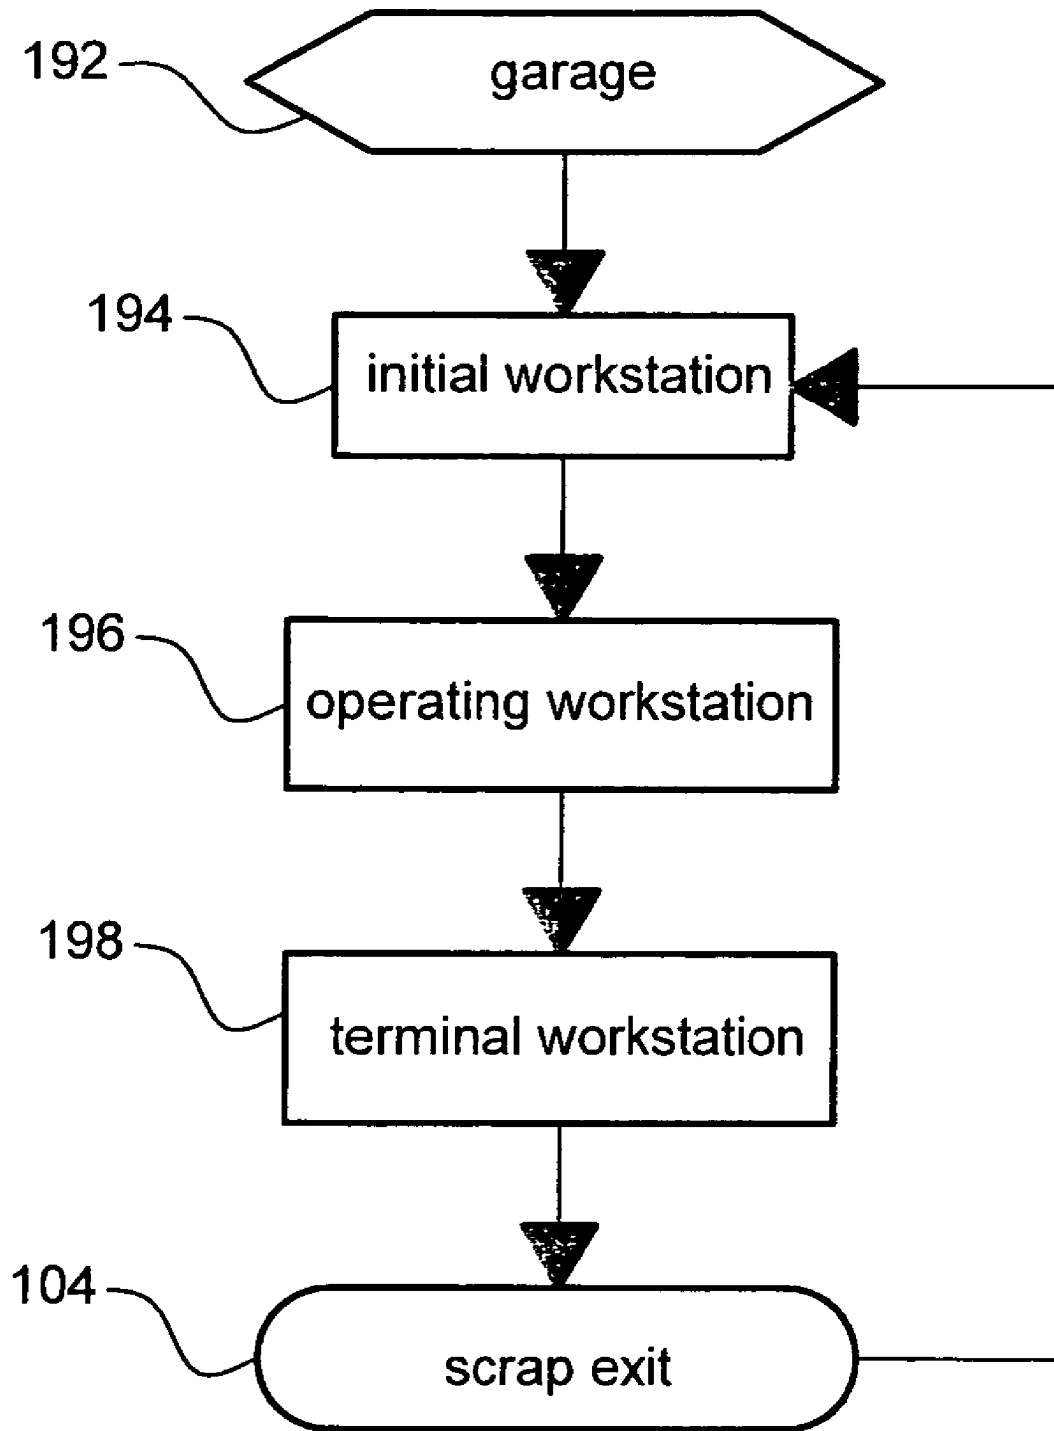 192
garage
194
initial workstation
196
operating workstation
198
terminal workstation
104
scrap exit